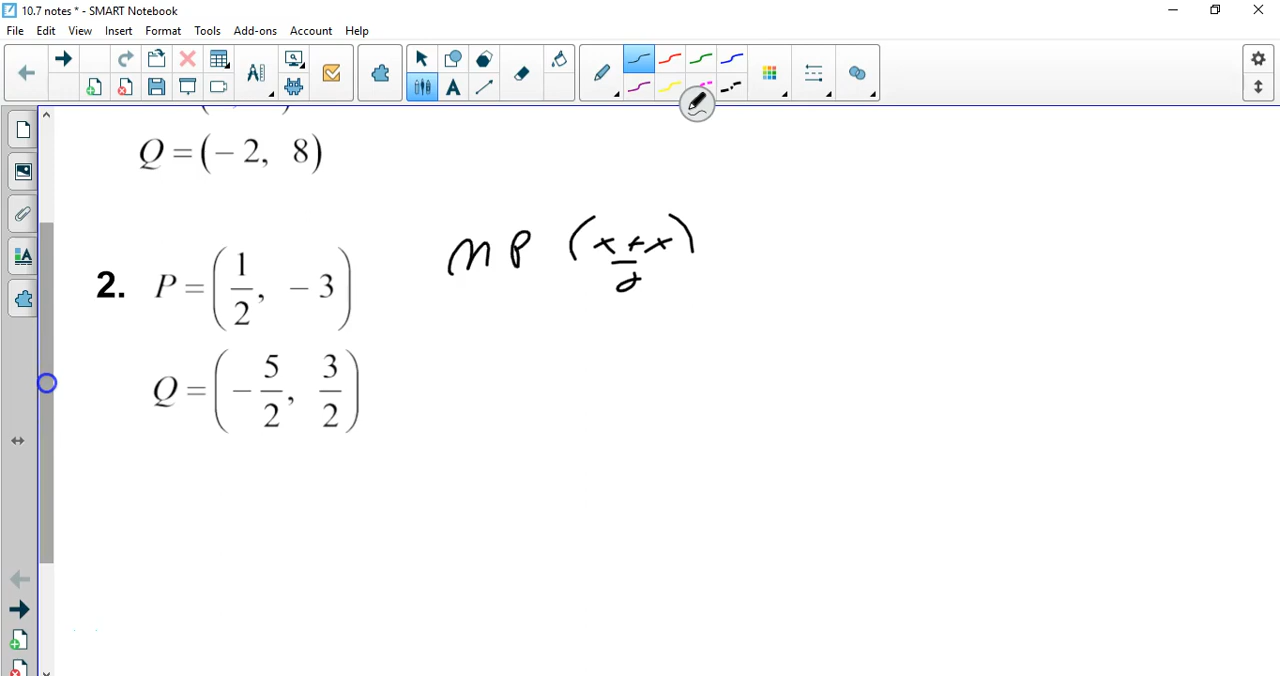 10.7 notes * - SMART Notebook
File Edit View Insert Format Tools Add-ons Account Help
Q = (− 2, 8)
2. P = (1/2, − 3)
MP (x + x)/2
Q = (− 5/2, 3/2)